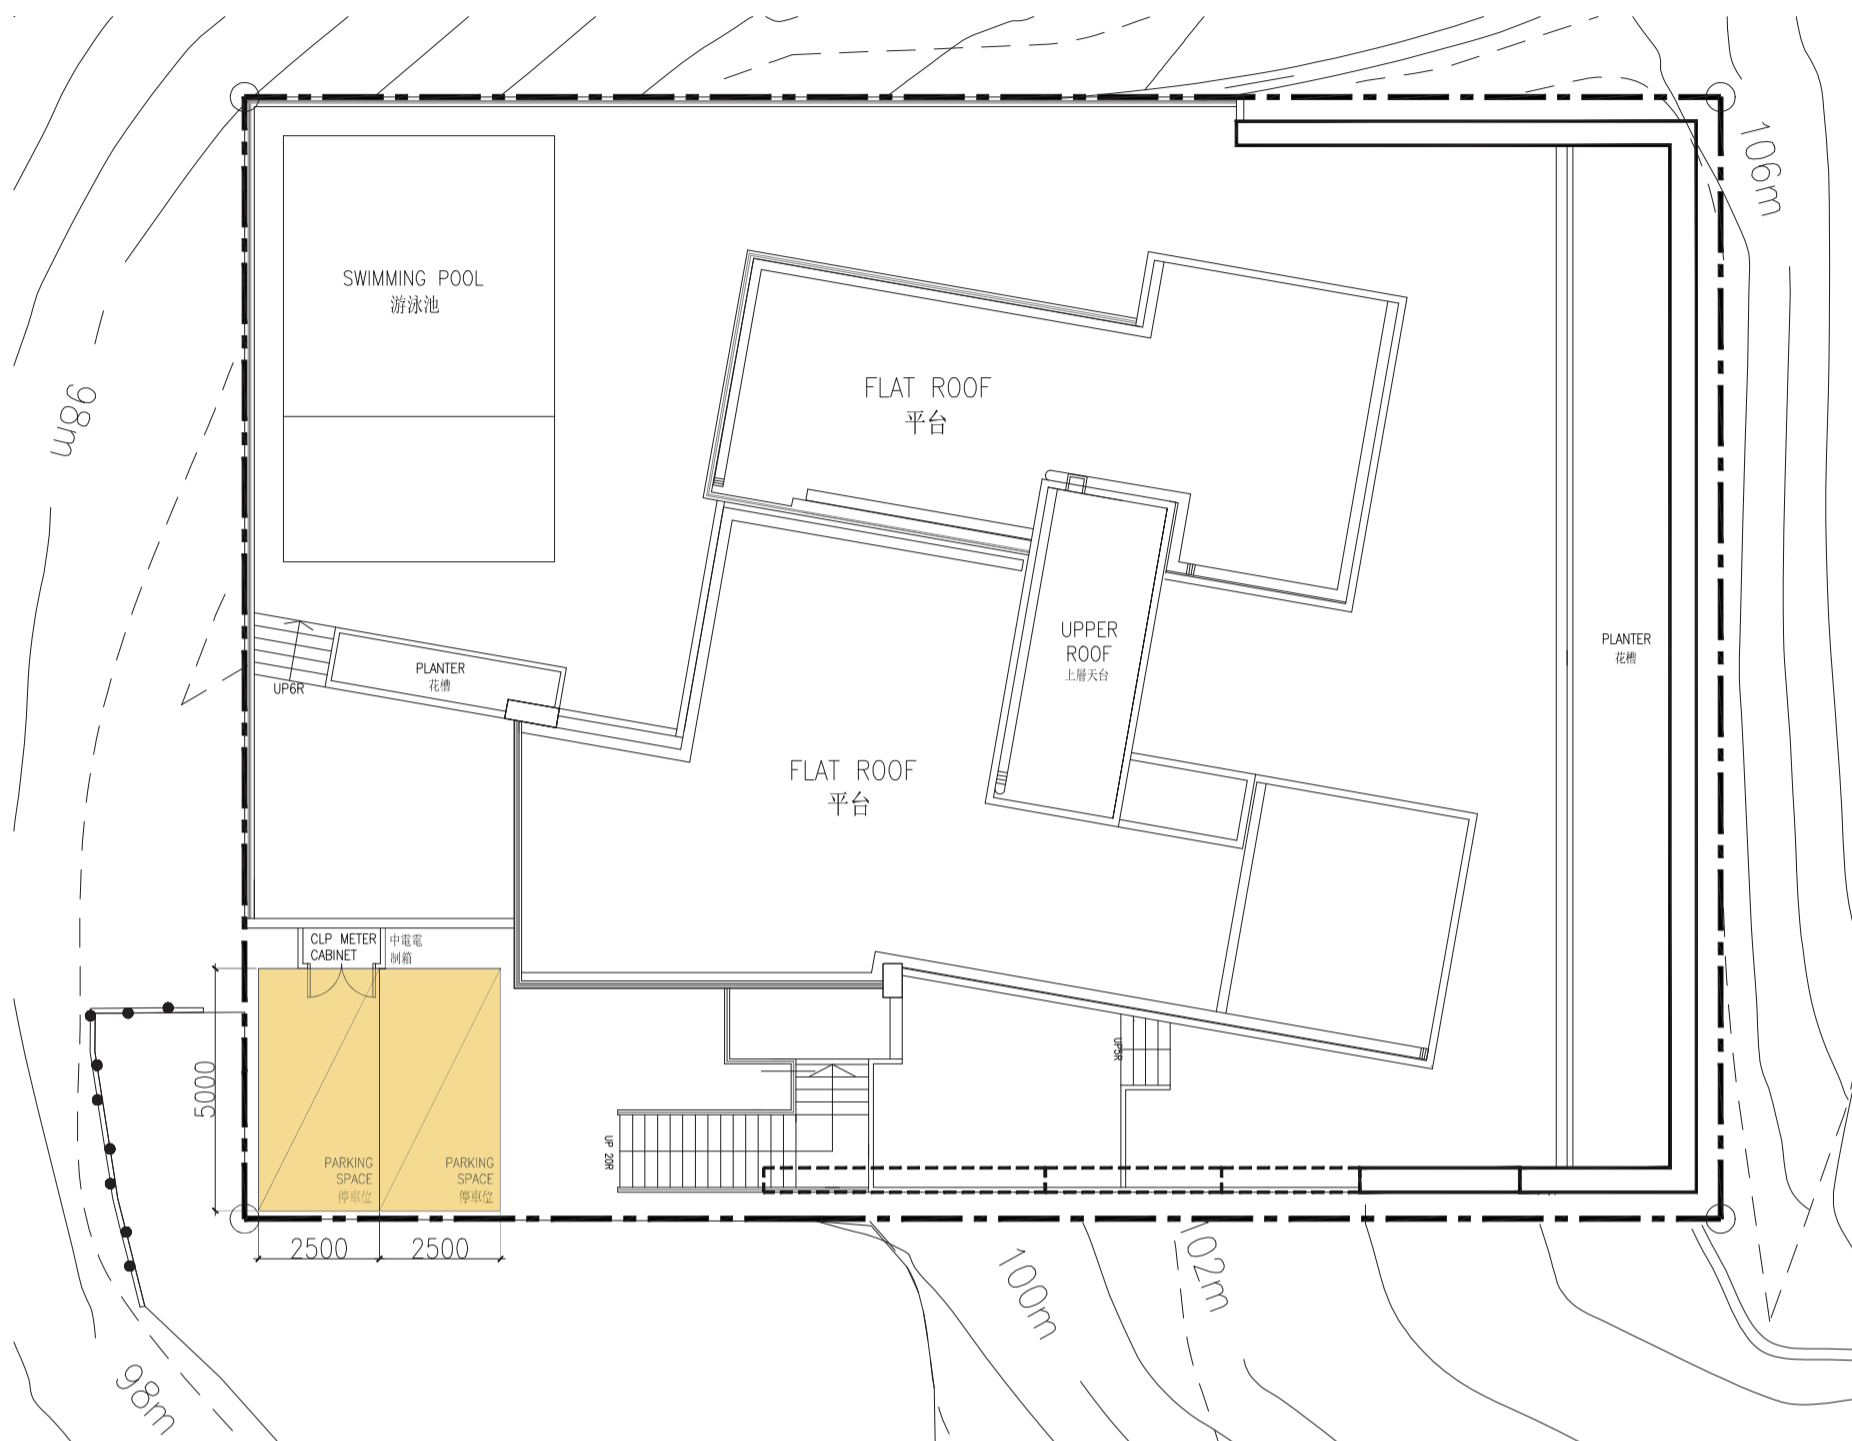 106m
SWIMMING POOL
游泳池
98m
FLAT ROOF
平台
UPPER
ROOF
上層天台
PLANTER
花槽
PLANTER
花槽
UP6R
FLAT ROOF
平台
CLP METER
CABINET
中電電
制箱
5000
UP5R
UP 20R
PARKING
SPACE
停車位
PARKING
SPACE
停車位
2500
2500
100m
102m
98m